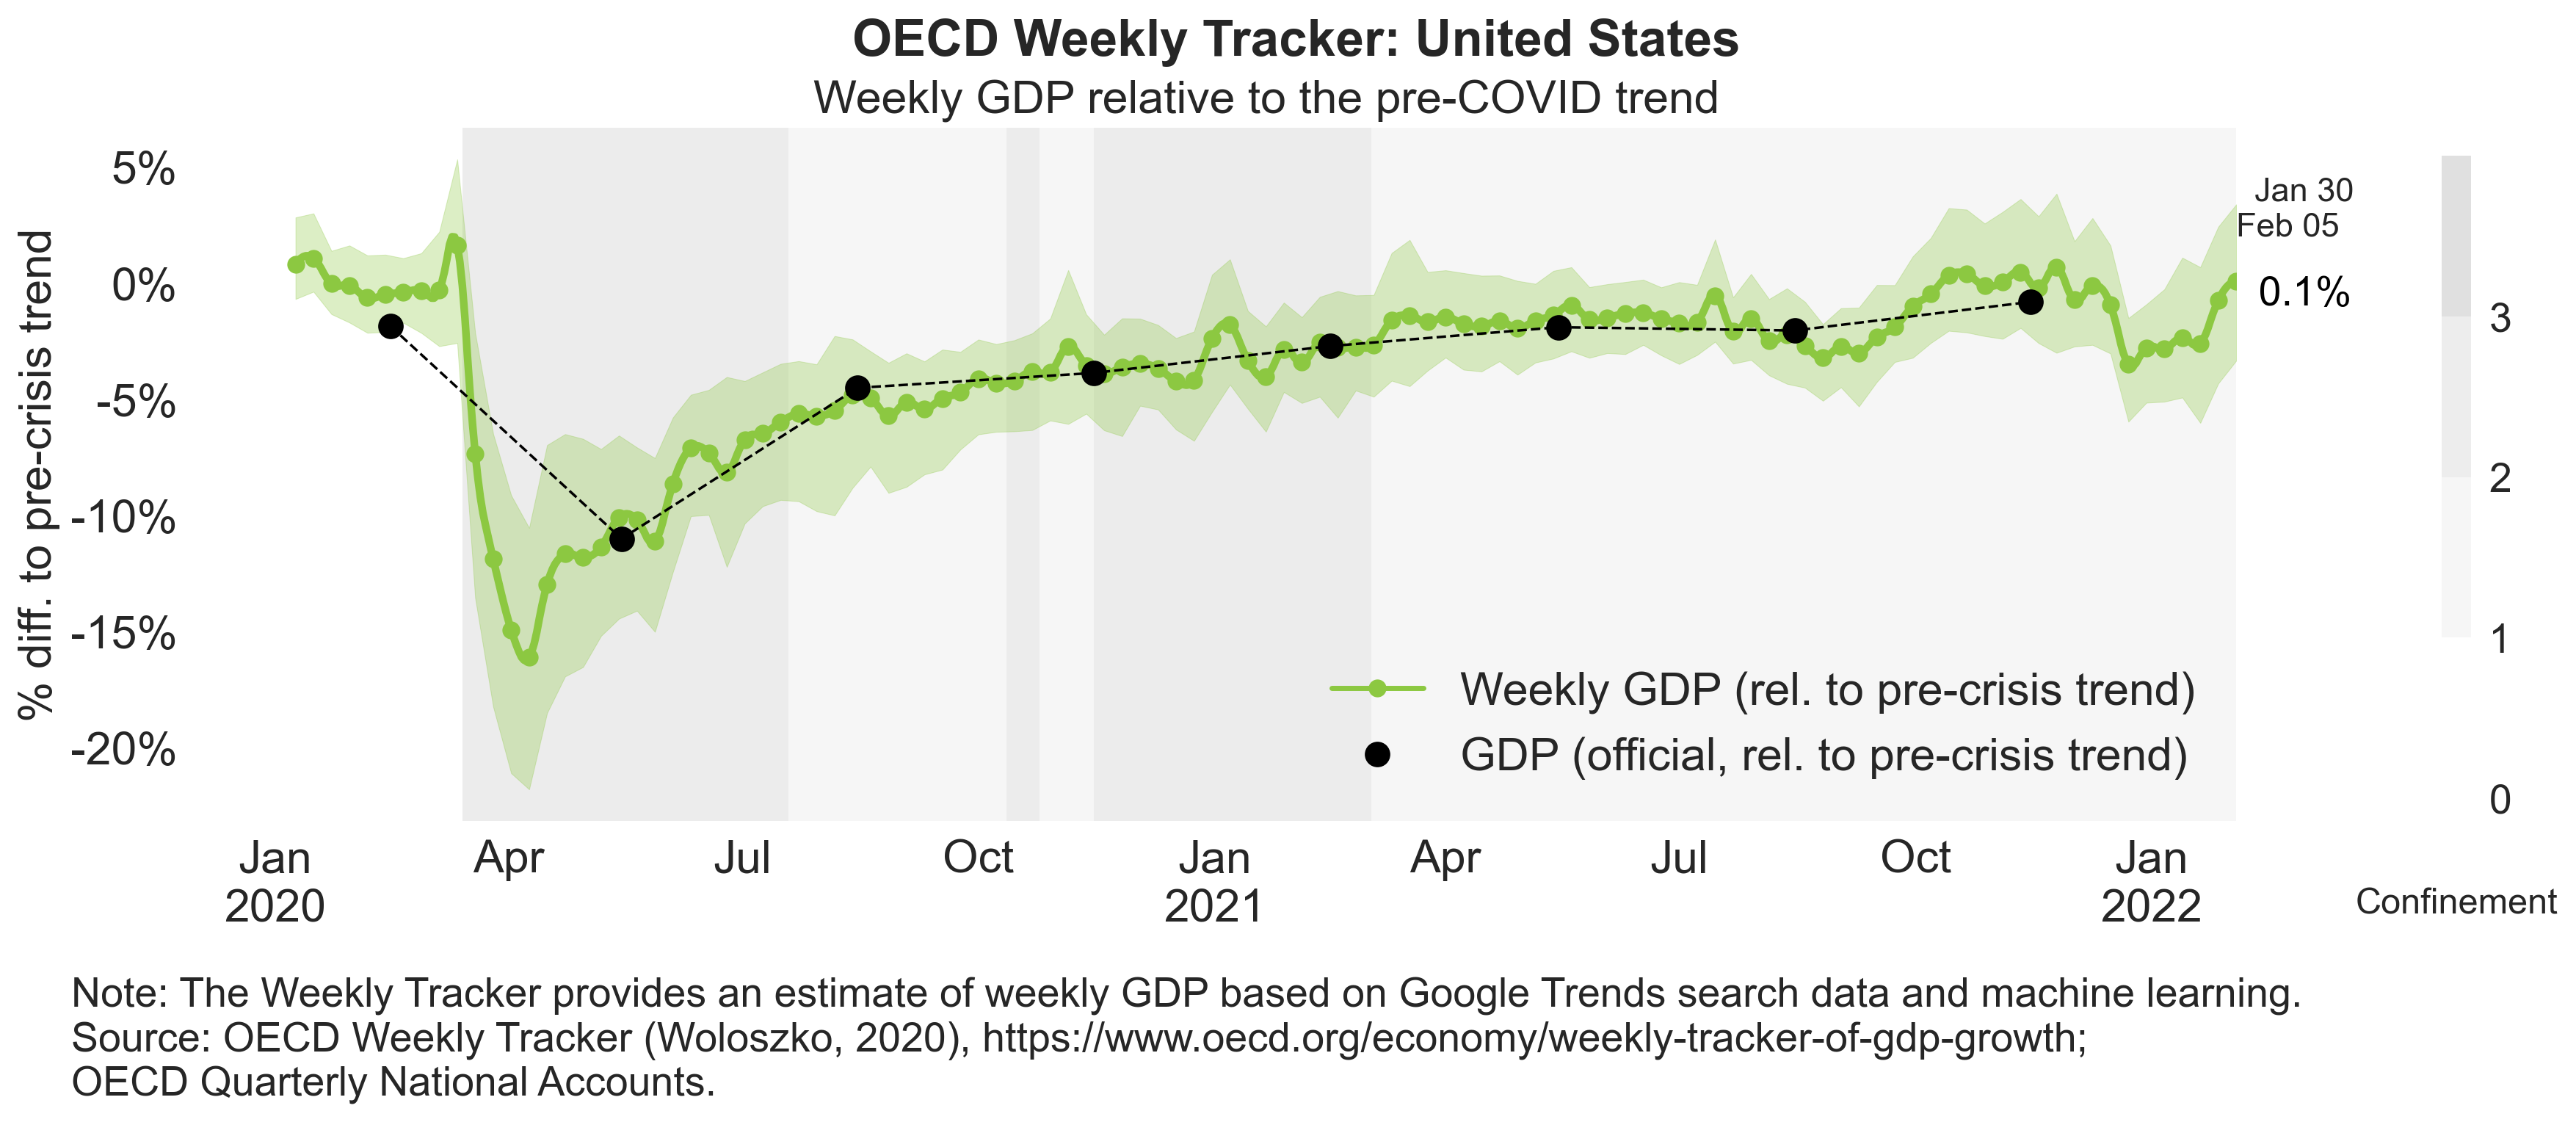 OECD Weekly Tracker: United States
Weekly GDP relative to the pre-COVID trend
% diff. to pre-crisis trend
5%
0%
-5%
-10%
-15%
-20%
Jan 30
Feb 05
0.1%
3
2
1
0
Confinement
Weekly GDP (rel. to pre-crisis trend)
GDP (official, rel. to pre-crisis trend)
Jan Apr Jul Oct Jan Apr Jul Oct Jan
2020 2021 2022
Note: The Weekly Tracker provides an estimate of weekly GDP based on Google Trends search data and machine learning.
Source: OECD Weekly Tracker (Woloszko, 2020), https://www.oecd.org/economy/weekly-tracker-of-gdp-growth;
OECD Quarterly National Accounts.